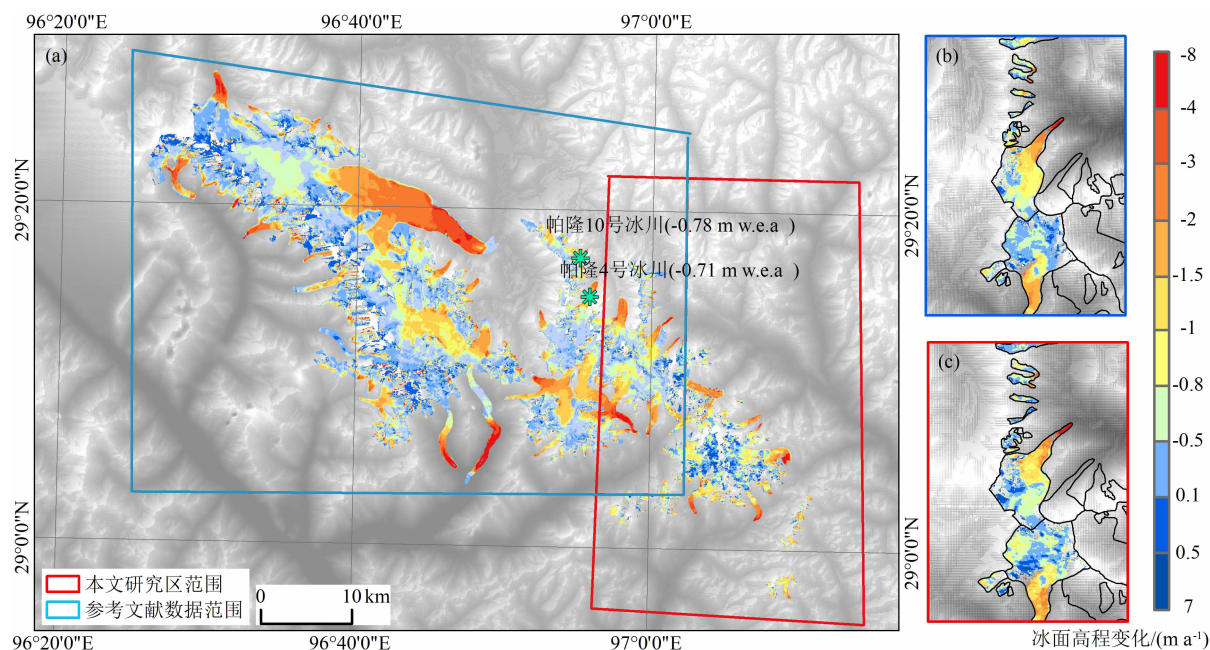 96°20'0"E 96°40'0"E 97°0'0"E
(a)
29°20'0"N
29°0'0"N
帕隆10号冰川(-0.78 m w.e.a )
帕隆4号冰川(-0.71 m w.e.a )
本文研究区范围
参考文献数据范围
0 10 km
96°20'0"E 96°40'0"E 97°0'0"E
(b)
29°20'0"N
(c)
29°0'0"N
-8
-4
-3
-2
-1.5
-1
-0.8
-0.5
0.1
0.5
7
冰面高程变化/(m a-1)